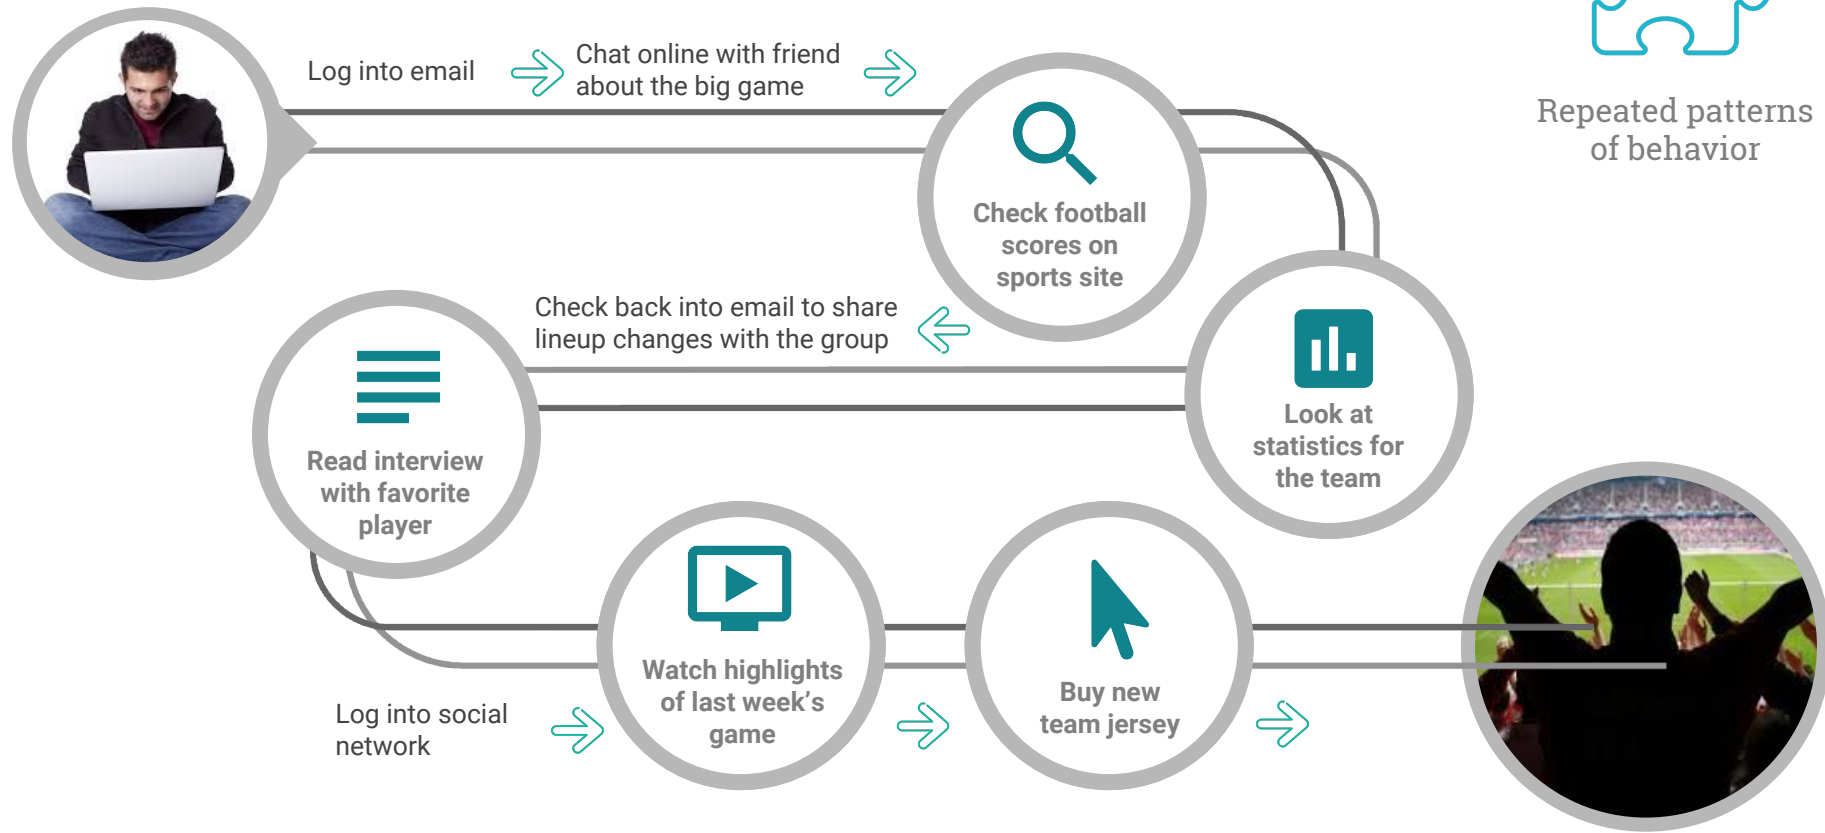 Log into email
Chat online with friend
about the big game
Repeated patterns
of behavior
Check football
scores on
sports site
Check back into email to share
lineup changes with the group
Look at
statistics for
the team
Read interview
with favorite
player
Log into social
network
Watch highlights
of last week's
game
Buy new
team jersey